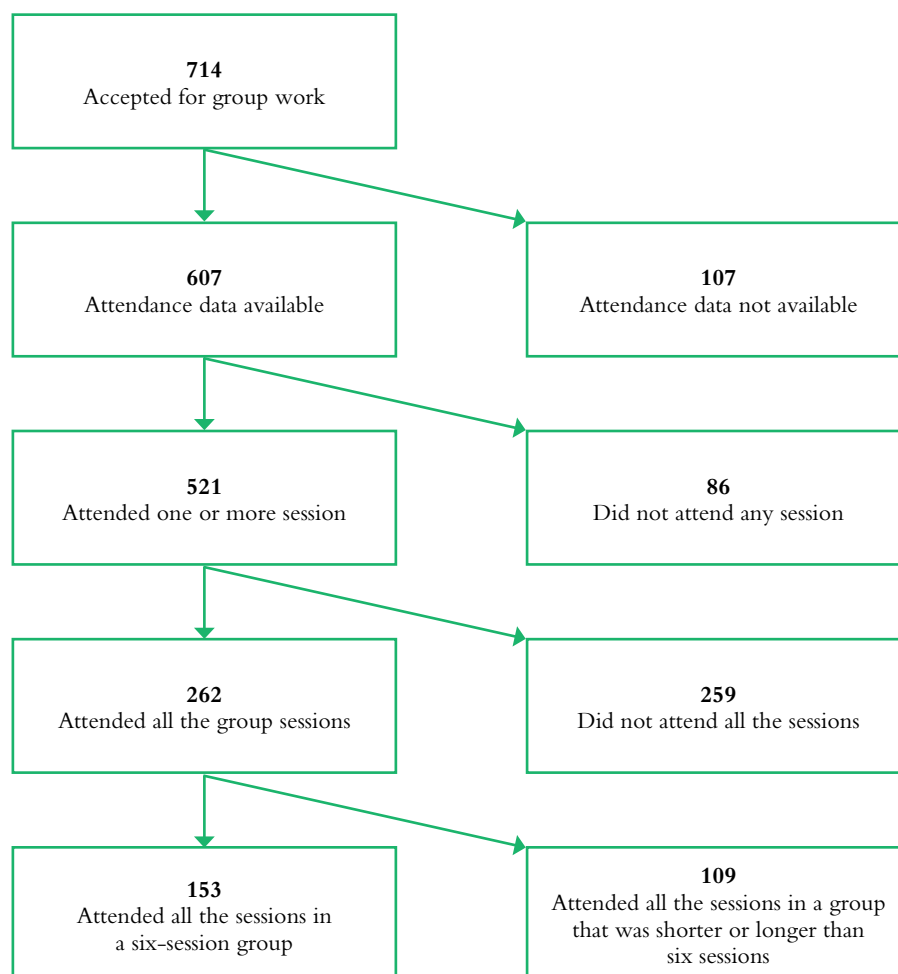 714
Accepted for group work
607
Attendance data available
107
Attendance data not available
521
Attended one or more session
86
Did not attend any session
262
Attended all the group sessions
259
Did not attend all the sessions
153
Attended all the sessions in
a six-session group
109
Attended all the sessions in a group
that was shorter or longer than
six sessions